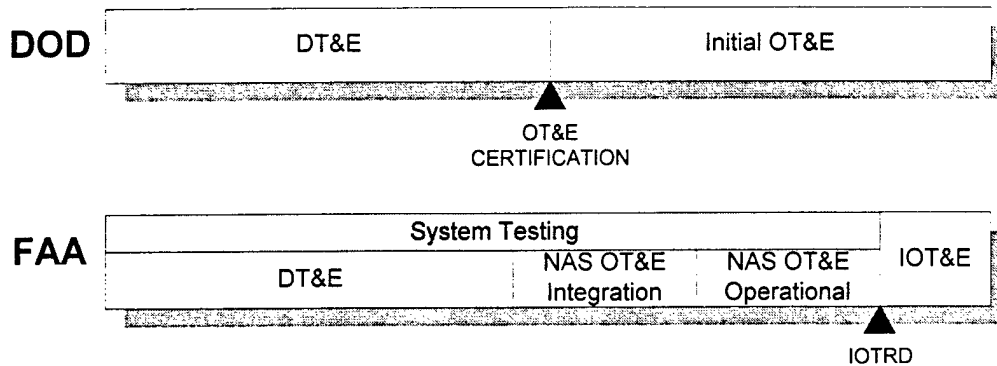 DOD
DT&E
Initial OT&E
OT&E
CERTIFICATION
FAA
System Testing
DT&E
NAS OT&E
Integration
NAS OT&E
Operational
IOT&E
IOTRD